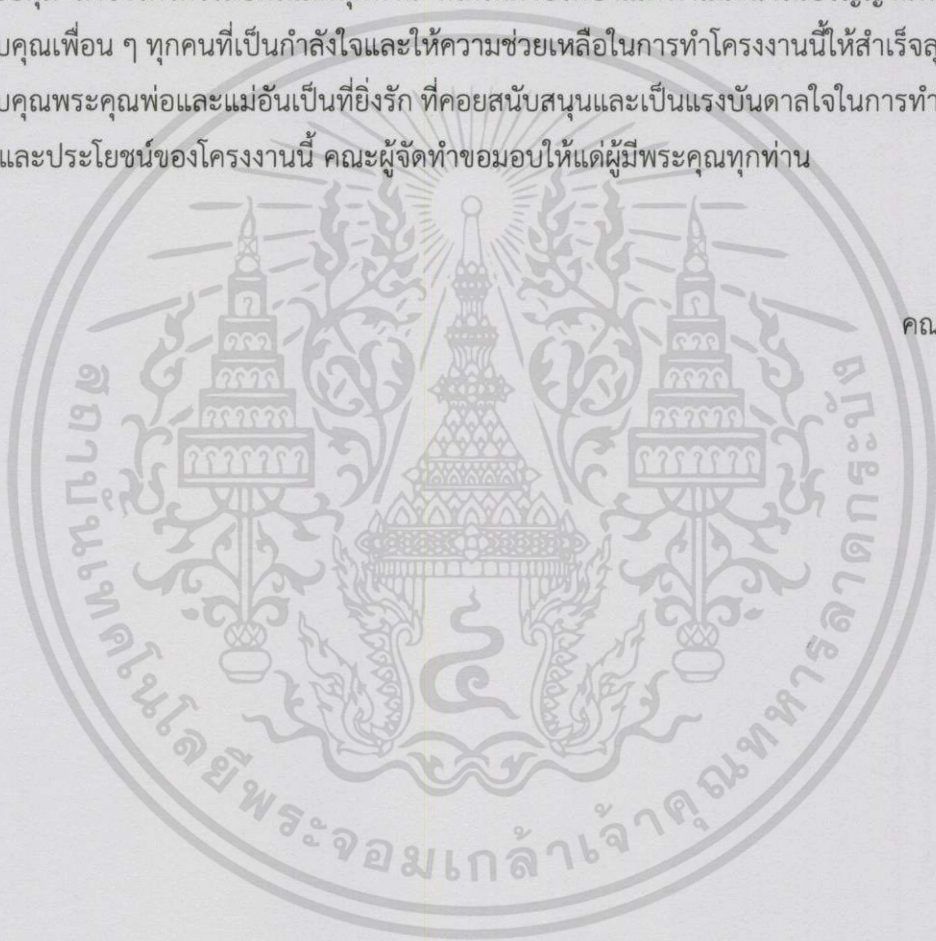 บคุณเพื่อน ๆ ทุกคนที่เป็นกำลังใจและให้ความช่วยเหลือในการทำโครงงานนี้ให้สำเร็จ
บคุณพระคุณพ่อและแม่อันเป็นที่ยิ่งรัก ที่คอยสนับสนุนและเป็นแรงบันดาลใจในการทำ
และประโยชน์ของโครงงานนี้ คณะผู้จัดทำขอมอบให้แด่ผู้มีพระคุณทุกท่าน
คณ
สถาบันเทคโนโลยีพระจอมเกล้าเจ้าคุณทหารลาดกระบัง
๔